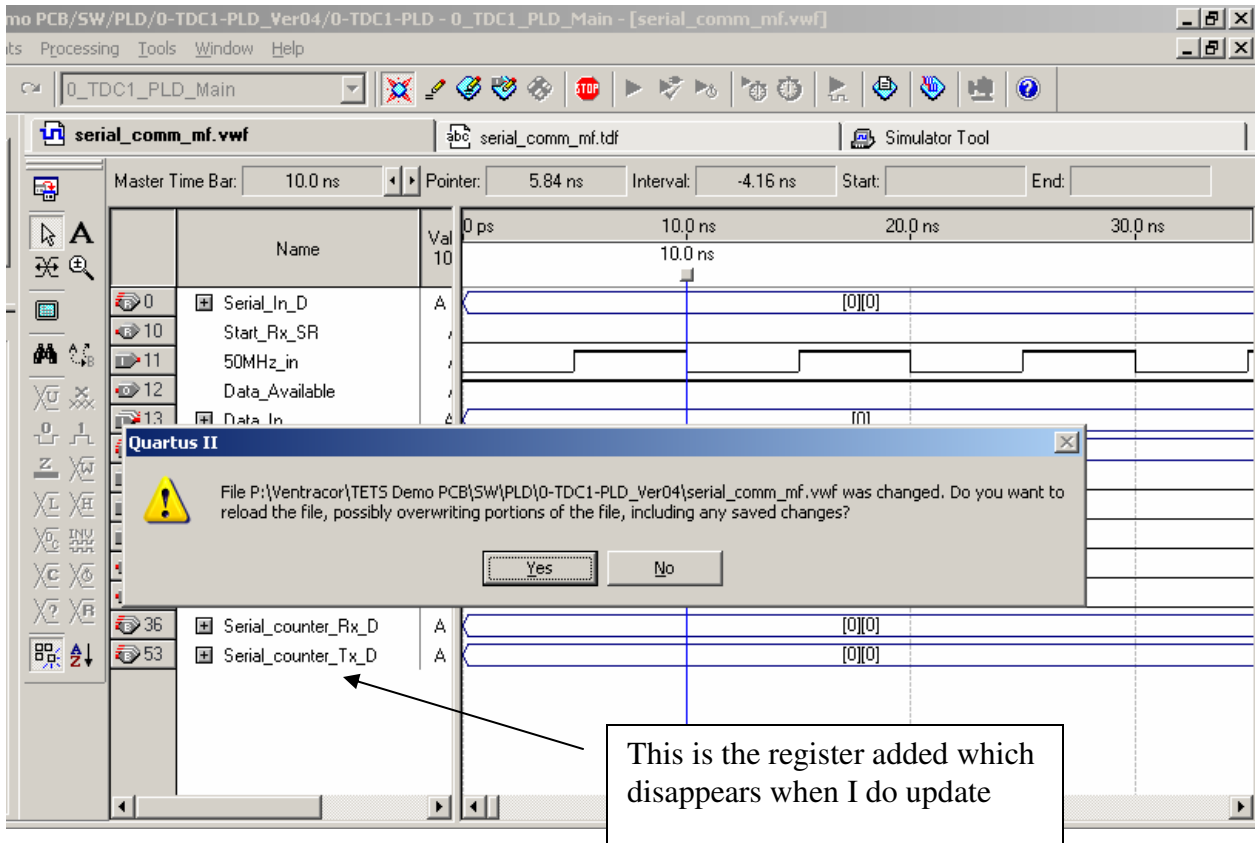 mo PCB/SW/PLD/0-TDC1-PLD_Ver04/0-TDC1-PLD - 0_TDC1_PLD_Main - [serial_comm_mf.vwf]
Processing Tools Window Help
0_TDC1_PLD_Main
STOP
serial_comm_mf.vwf
abc serial_comm_mf.tdf
Simulator Tool
Master Time Bar: 10.0 ns Pointer: 5.84 ns Interval: -4.16 ns Start: End:
Name
Val
10
0 ps 10.0 ns 20.0 ns 30.0 ns
10.0 ns
0 Serial_In_D A [0][0]
10 Start_Rx_SR
11 50MHz_in
12 Data_Available
13 Data_In A [0]
Quartus II
File P:\Ventracor\TETS Demo PCB\SW\PLD\0-TDC1-PLD_Ver04\serial_comm_mf.vwf was changed. Do you want to
reload the file, possibly overwriting portions of the file, including any saved changes?
Yes No
36 Serial_counter_Rx_D A [0][0]
53 Serial_counter_Tx_D A [0][0]
This is the register added which
disappears when I do update